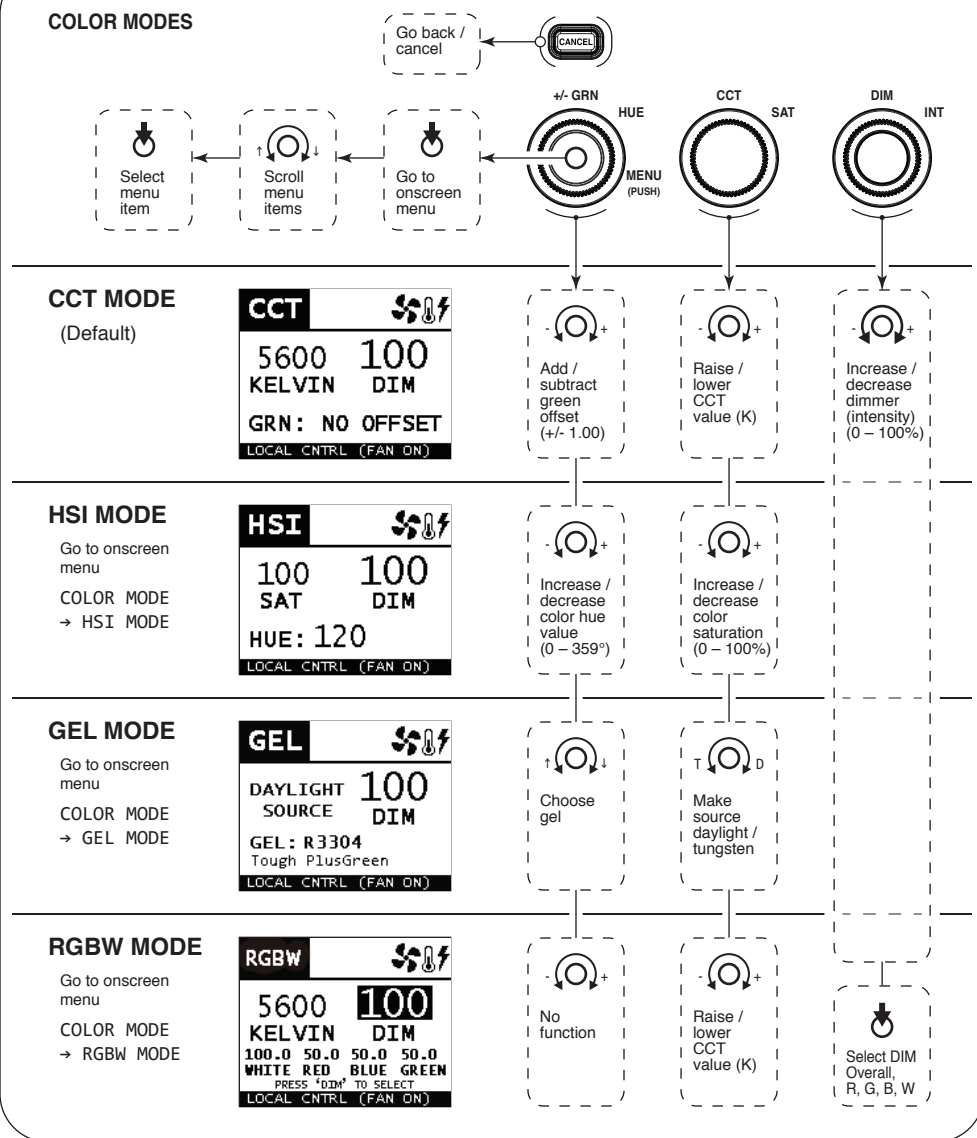 COLOR MODES
Go back /
cancel
CANCEL
+/- GRN
HUE
MENU
(PUSH)
CCT
SAT
DIM
INT
Select
menu
item
↑ ↓
Scroll
menu
items
Go to
onscreen
menu
CCT MODE
(Default)
CCT
5600 100
KELVIN DIM
GRN: NO OFFSET
LOCAL CNTRL (FAN ON)
- +
Add /
subtract
green
offset
(+/- 1.00)
- +
Raise /
lower
CCT
value (K)
- +
Increase /
decrease
dimmer
(intensity)
(0 – 100%)
HSI MODE
Go to onscreen
menu
COLOR MODE
→ HSI MODE
HSI
100 100
SAT DIM
HUE: 120
LOCAL CNTRL (FAN ON)
- +
Increase /
decrease
color hue
value
(0 – 359°)
- +
Increase /
decrease
color
saturation
(0 – 100%)
GEL MODE
Go to onscreen
menu
COLOR MODE
→ GEL MODE
GEL
DAYLIGHT 100
SOURCE DIM
GEL: R3304
Tough PlusGreen
LOCAL CNTRL (FAN ON)
↑ ↓
Choose
gel
T D
Make
source
daylight /
tungsten
RGBW MODE
Go to onscreen
menu
COLOR MODE
→ RGBW MODE
RGBW
5600 100
KELVIN DIM
100.0 50.0 50.0 50.0
WHITE RED BLUE GREEN
PRESS ‘DIM’ TO SELECT
LOCAL CNTRL (FAN ON)
- +
No
function
- +
Raise /
lower
CCT
value (K)
Select DIM
Overall,
R, G, B, W